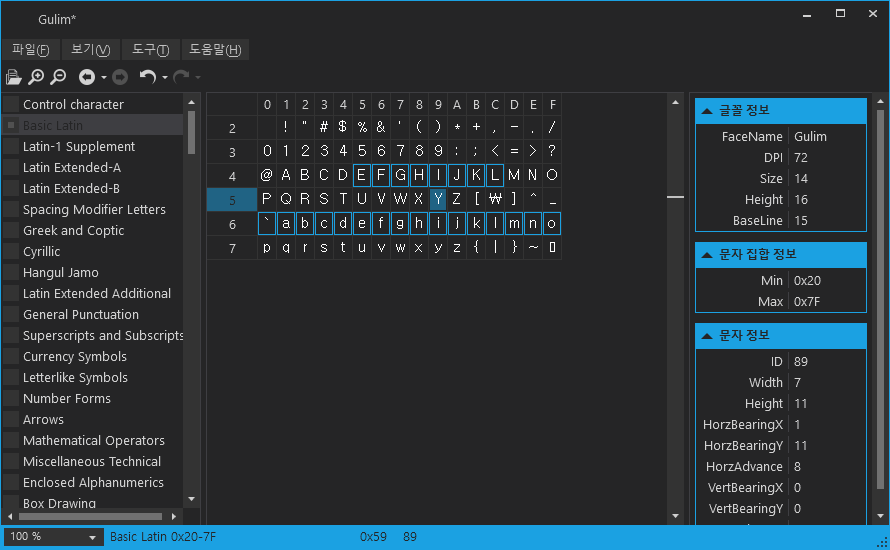 Gulim*
파일(F) 보기(V) 도구(T) 도움말(H)
Control character
Basic Latin
Latin-1 Supplement
Latin Extended-A
Latin Extended-B
Spacing Modifier Letters
Greek and Coptic
Cyrillic
Hangul Jamo
Latin Extended Additional
General Punctuation
Superscripts and Subscripts
Currency Symbols
Letterlike Symbols
Number Forms
Arrows
Mathematical Operators
Miscellaneous Technical
Enclosed Alphanumerics
Box Drawing
0 1 2 3 4 5 6 7 8 9 A B C D E F
2 ! " # $ % & ' ( ) * + , - . /
3 0 1 2 3 4 5 6 7 8 9 : ; < = > ?
4 @ A B C D E F G H I J K L M N O
5 P Q R S T U V W X Y Z [ ₩ ] ^ _
6 ` a b c d e f g h i j k l m n o
7 p q r s t u v w x y z { | } ~ ▯
글꼴 정보
FaceName Gulim
DPI 72
Size 14
Height 16
BaseLine 15
문자 집합 정보
Min 0x20
Max 0x7F
문자 정보
ID 89
Width 7
Height 11
HorzBearingX 1
HorzBearingY 11
HorzAdvance 8
VertBearingX 0
VertBearingY 0
100 % Basic Latin 0x20-7F 0x59 89